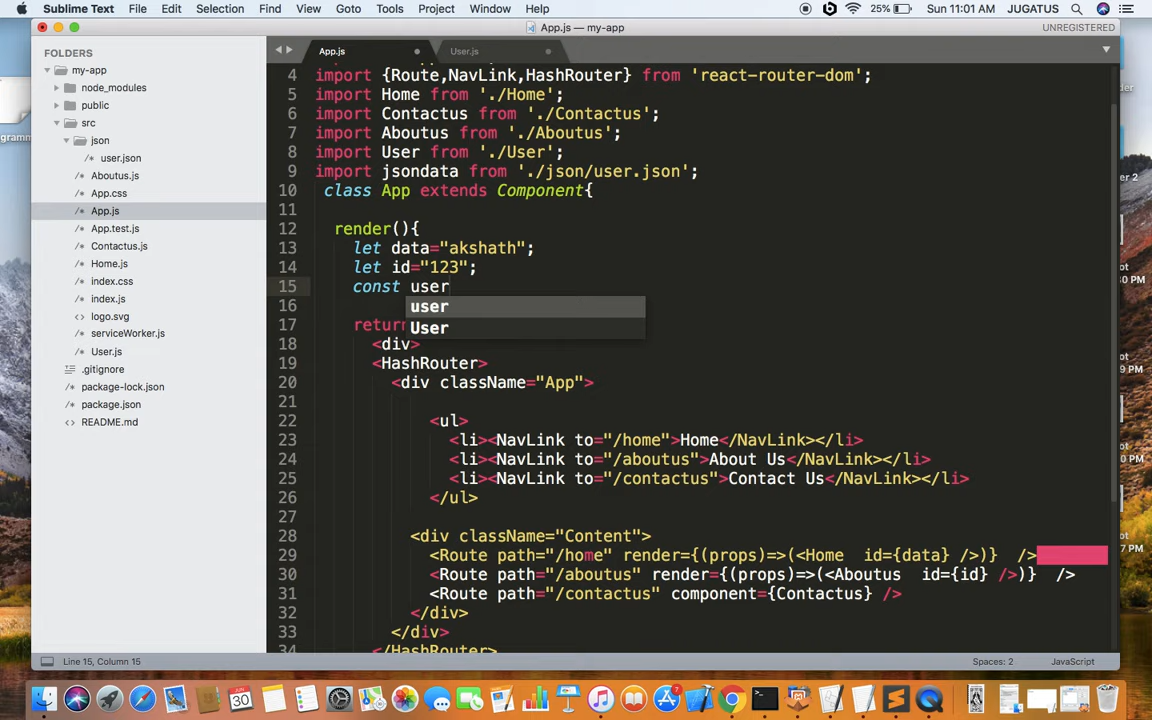 Sublime Text File Edit Selection Find View Goto Tools Project Window Help 25% Sun 11:01 AM JUGATUS
App.js — my-app UNREGISTERED
FOLDERS
my-app
node_modules
public
src
json
user.json
Aboutus.js
App.css
App.js
App.test.js
Contactus.js
Home.js
index.css
index.js
logo.svg
serviceWorker.js
User.js
.gitignore
package-lock.json
package.json
README.md
App.js User.js
4 import {Route,NavLink,HashRouter} from 'react-router-dom';
5 import Home from './Home';
6 import Contactus from './Contactus';
7 import Aboutus from './Aboutus';
8 import User from './User';
9 import jsondata from './json/user.json';
10 class App extends Component{
11
12 render(){
13 let data="akshath";
14 let id="123";
15 const user
16 user
User
17 return
18 <div>
19 <HashRouter>
20 <div className="App">
21
22 <ul>
23 <li><NavLink to="/home">Home</NavLink></li>
24 <li><NavLink to="/aboutus">About Us</NavLink></li>
25 <li><NavLink to="/contactus">Contact Us</NavLink></li>
26 </ul>
27
28 <div className="Content">
29 <Route path="/home" render={(props)=>(<Home id={data} />)} />
30 <Route path="/aboutus" render={(props)=>(<Aboutus id={id} />)} />
31 <Route path="/contactus" component={Contactus} />
32 </div>
33 </div>
34 </HashRouter>
Line 15, Column 15 Spaces: 2 JavaScript